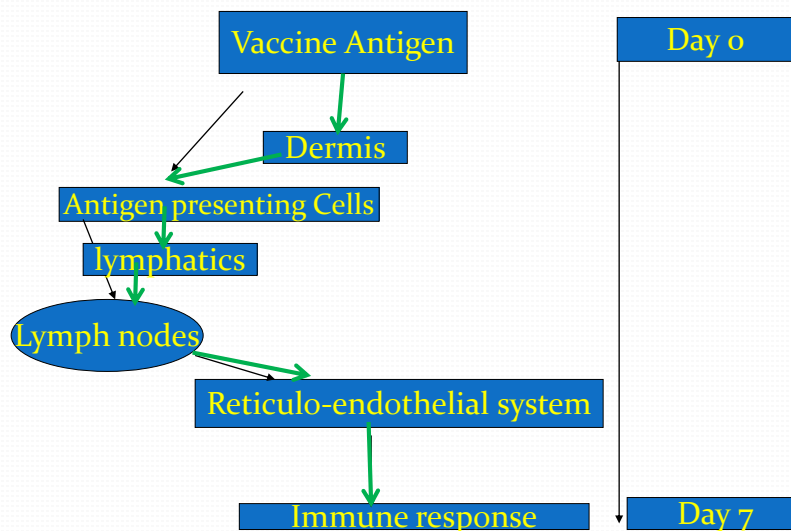 Vaccine Antigen
Day 0
Dermis
Antigen presenting Cells
lymphatics
Lymph nodes
Reticulo-endothelial system
Immune response
Day 7